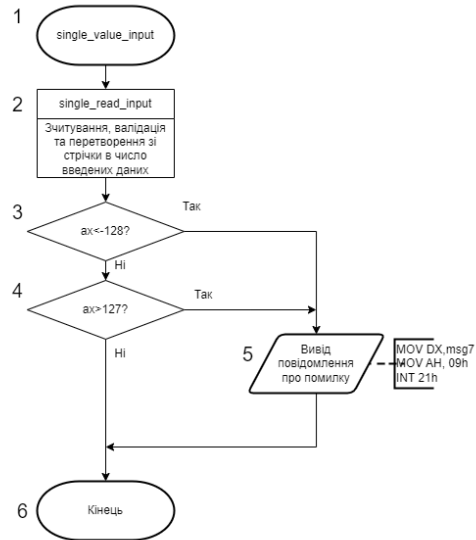 1
single_value_input
2
single_read_input
Зчитування, валідація
та перетворення зі
стрічки в число
введених даних
3
ax<-128?
Так
Ні
4
ax>127?
Так
Ні
5
Вивід
повідомлення
про помилку
MOV DX,msg7
MOV AH, 09h
INT 21h
6
Кінець